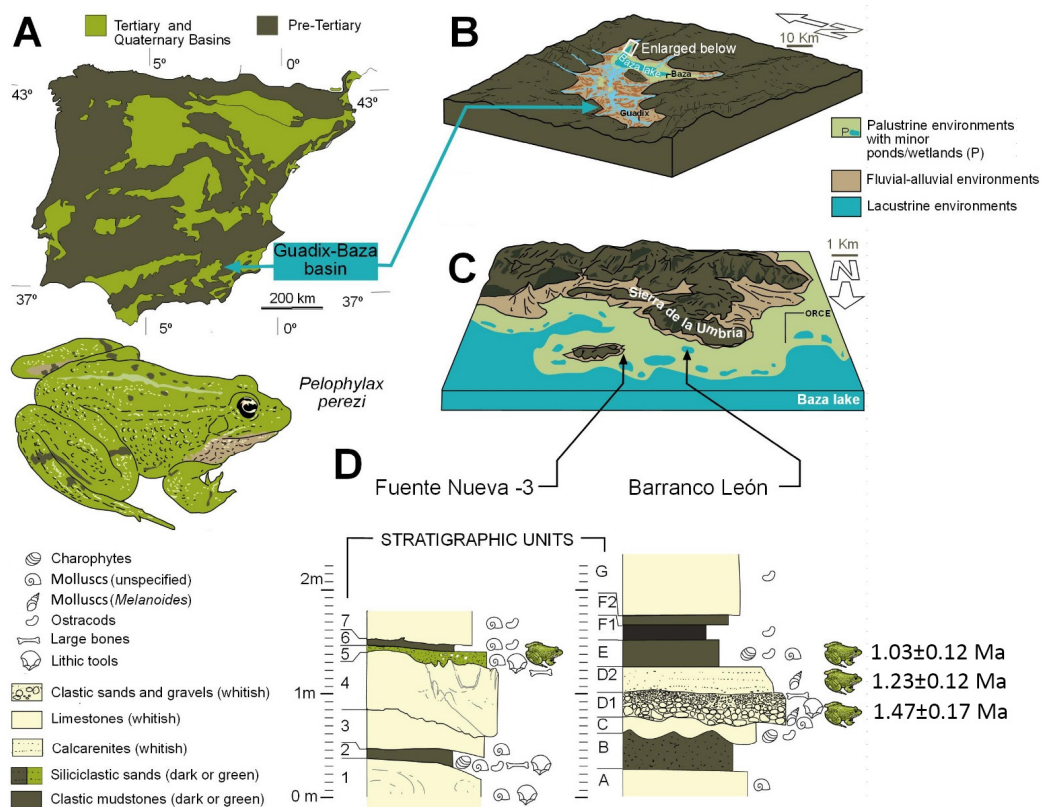 A
Tertiary and
Quaternary Basins
Pre-Tertiary
5º
0º
43º
43º
37º
37º
5º
0º
200 km
Guadix-Baza
basin
B
10 Km
Enlarged below
Baza lake
Baza
Guadix
P
Palustrine environments
with minor
ponds/wetlands (P)
Fluvial-alluvial environments
Lacustrine environments
C
1 Km
N
Sierra de la Umbria
ORCE
Baza lake
Pelophylax
perezi
D
Fuente Nueva -3
Barranco León
STRATIGRAPHIC UNITS
Charophytes
Molluscs (unspecified)
Molluscs (Melanoides)
Ostracods
Large bones
Lithic tools
Clastic sands and gravels (whitish)
Limestones (whitish)
Calcarenites (whitish)
Siliciclastic sands (dark or green)
Clastic mudstones (dark or green)
2m
1m
0 m
7
6
5
4
3
2
1
G
F2
F1
E
D2
D1
C
B
A
1.03±0.12 Ma
1.23±0.12 Ma
1.47±0.17 Ma